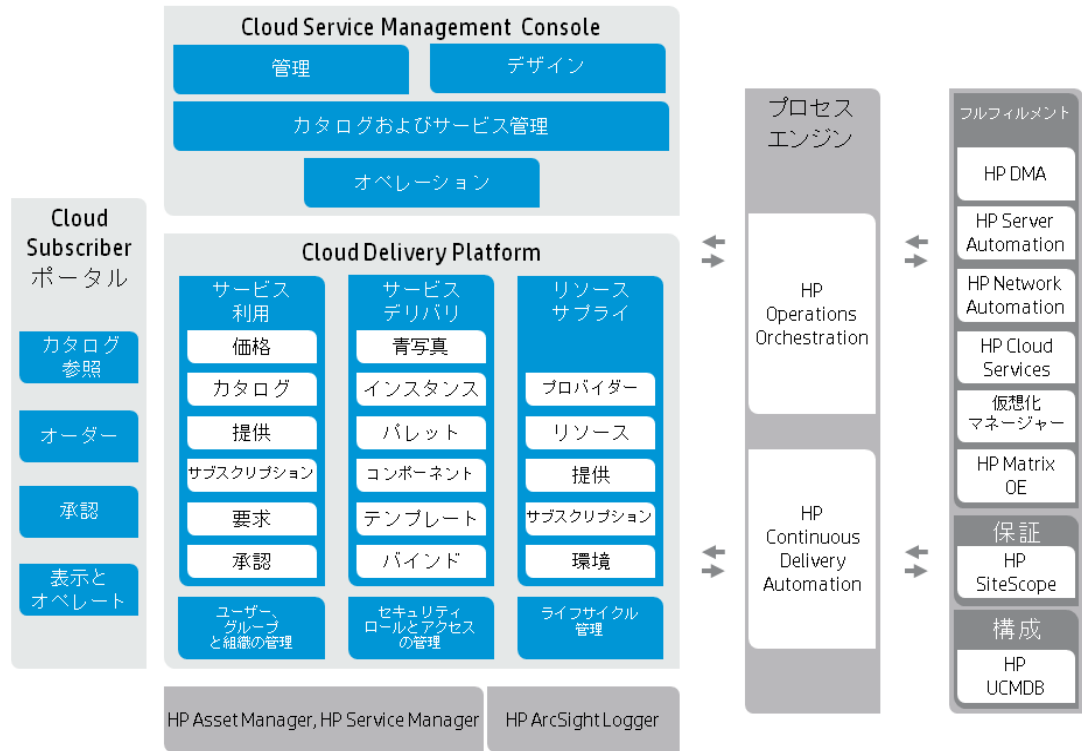 Cloud Service Management Console
管理
デザイン
カタログおよびサービス管理
オペレーション
Cloud
Subscriber
ポータル
カタログ
参照
オーダー
承認
表示と
オペレート
Cloud Delivery Platform
サービス
利用
価格
カタログ
提供
サブスクリプション
要求
承認
サービス
デリバリ
青写真
インスタンス
パレット
コンポーネント
テンプレート
バインド
リソース
サプライ
プロバイダー
リソース
提供
サブスクリプション
環境
ユーザー、
グループ
と組織の管理
セキュリティ
ロールとアクセス
の管理
ライフサイクル
管理
HP Asset Manager, HP Service Manager
HP ArcSight Logger
プロセス
エンジン
HP
Operations
Orchestration
HP
Continuous
Delivery
Automation
フルフィルメント
HP DMA
HP Server
Automation
HP Network
Automation
HP Cloud
Services
仮想化
マネージャー
HP Matrix
OE
保証
HP
SiteScope
構成
HP
UCMDB